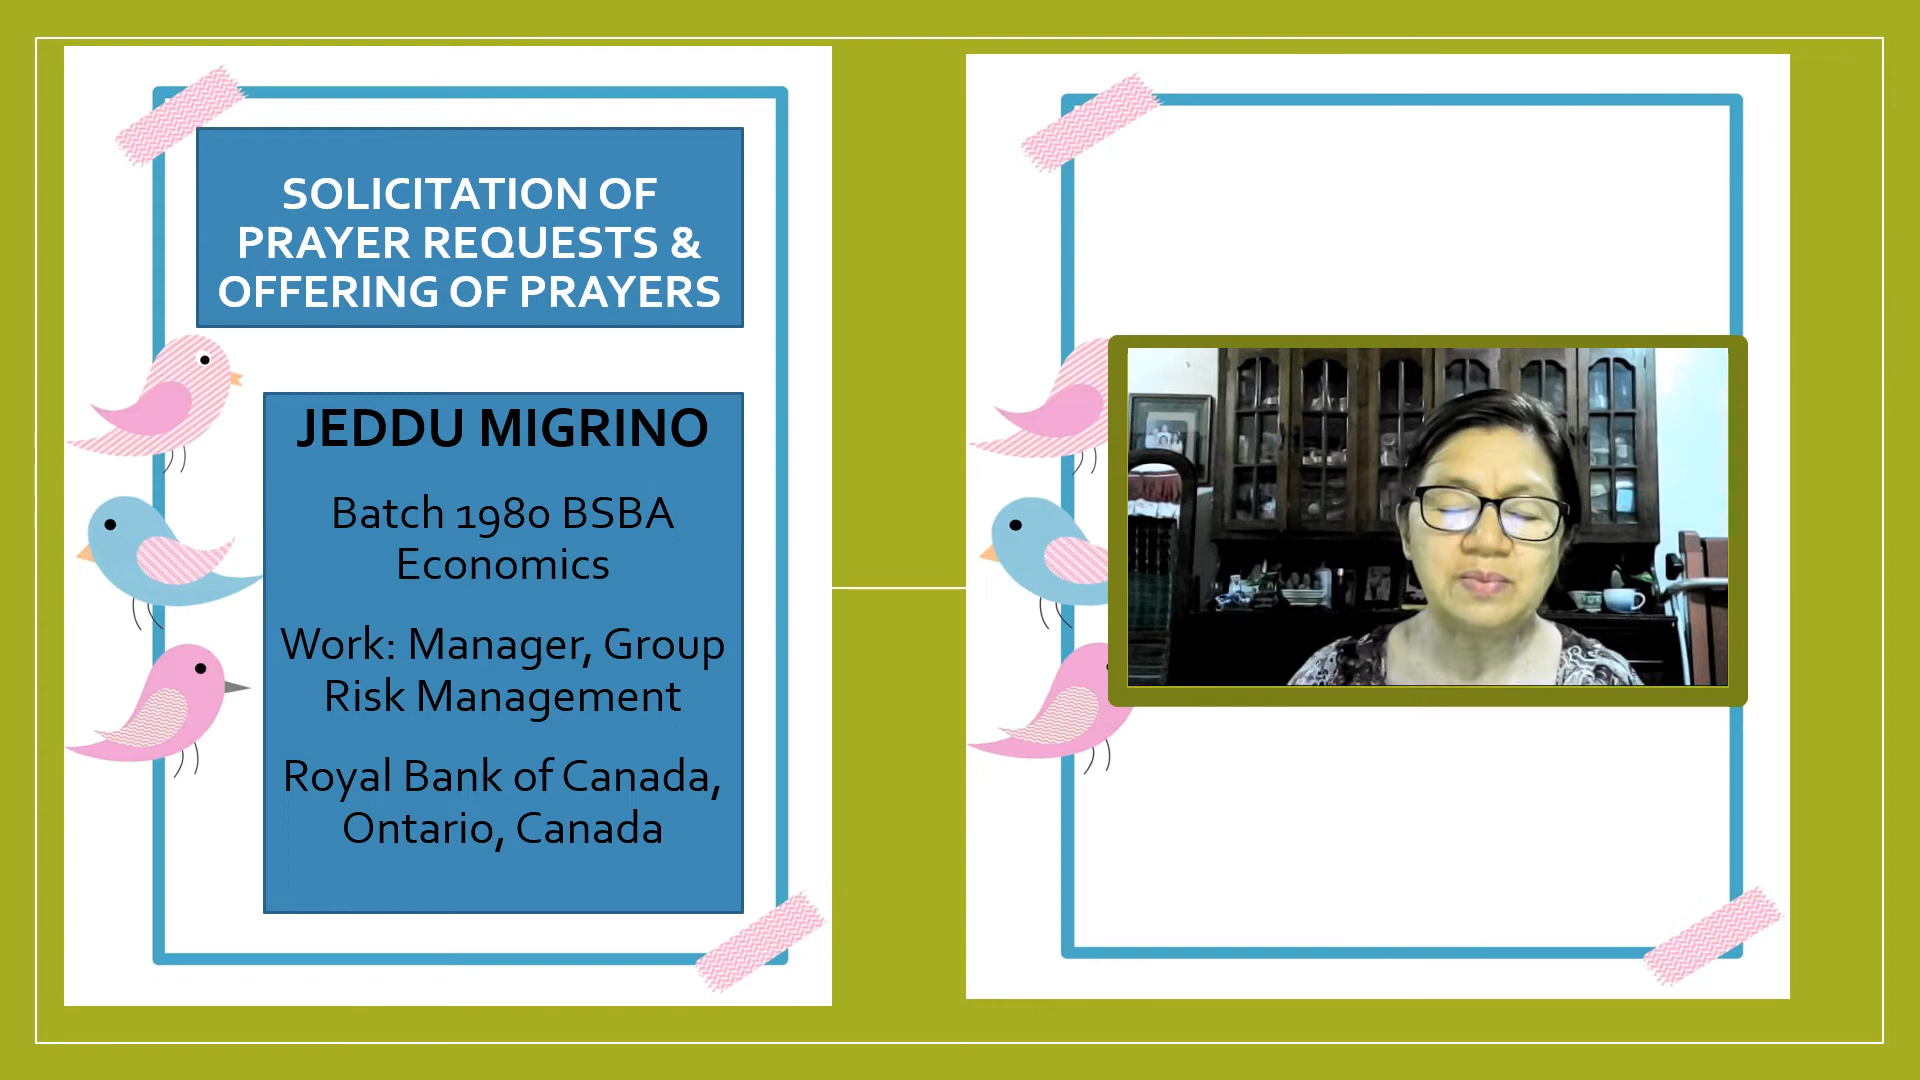 SOLICITATION OF
PRAYER REQUESTS &
OFFERING OF PRAYERS
JEDDU MIGRINO
Batch 1980 BSBA
Economics
Work: Manager, Group
Risk Management
Royal Bank of Canada,
Ontario, Canada